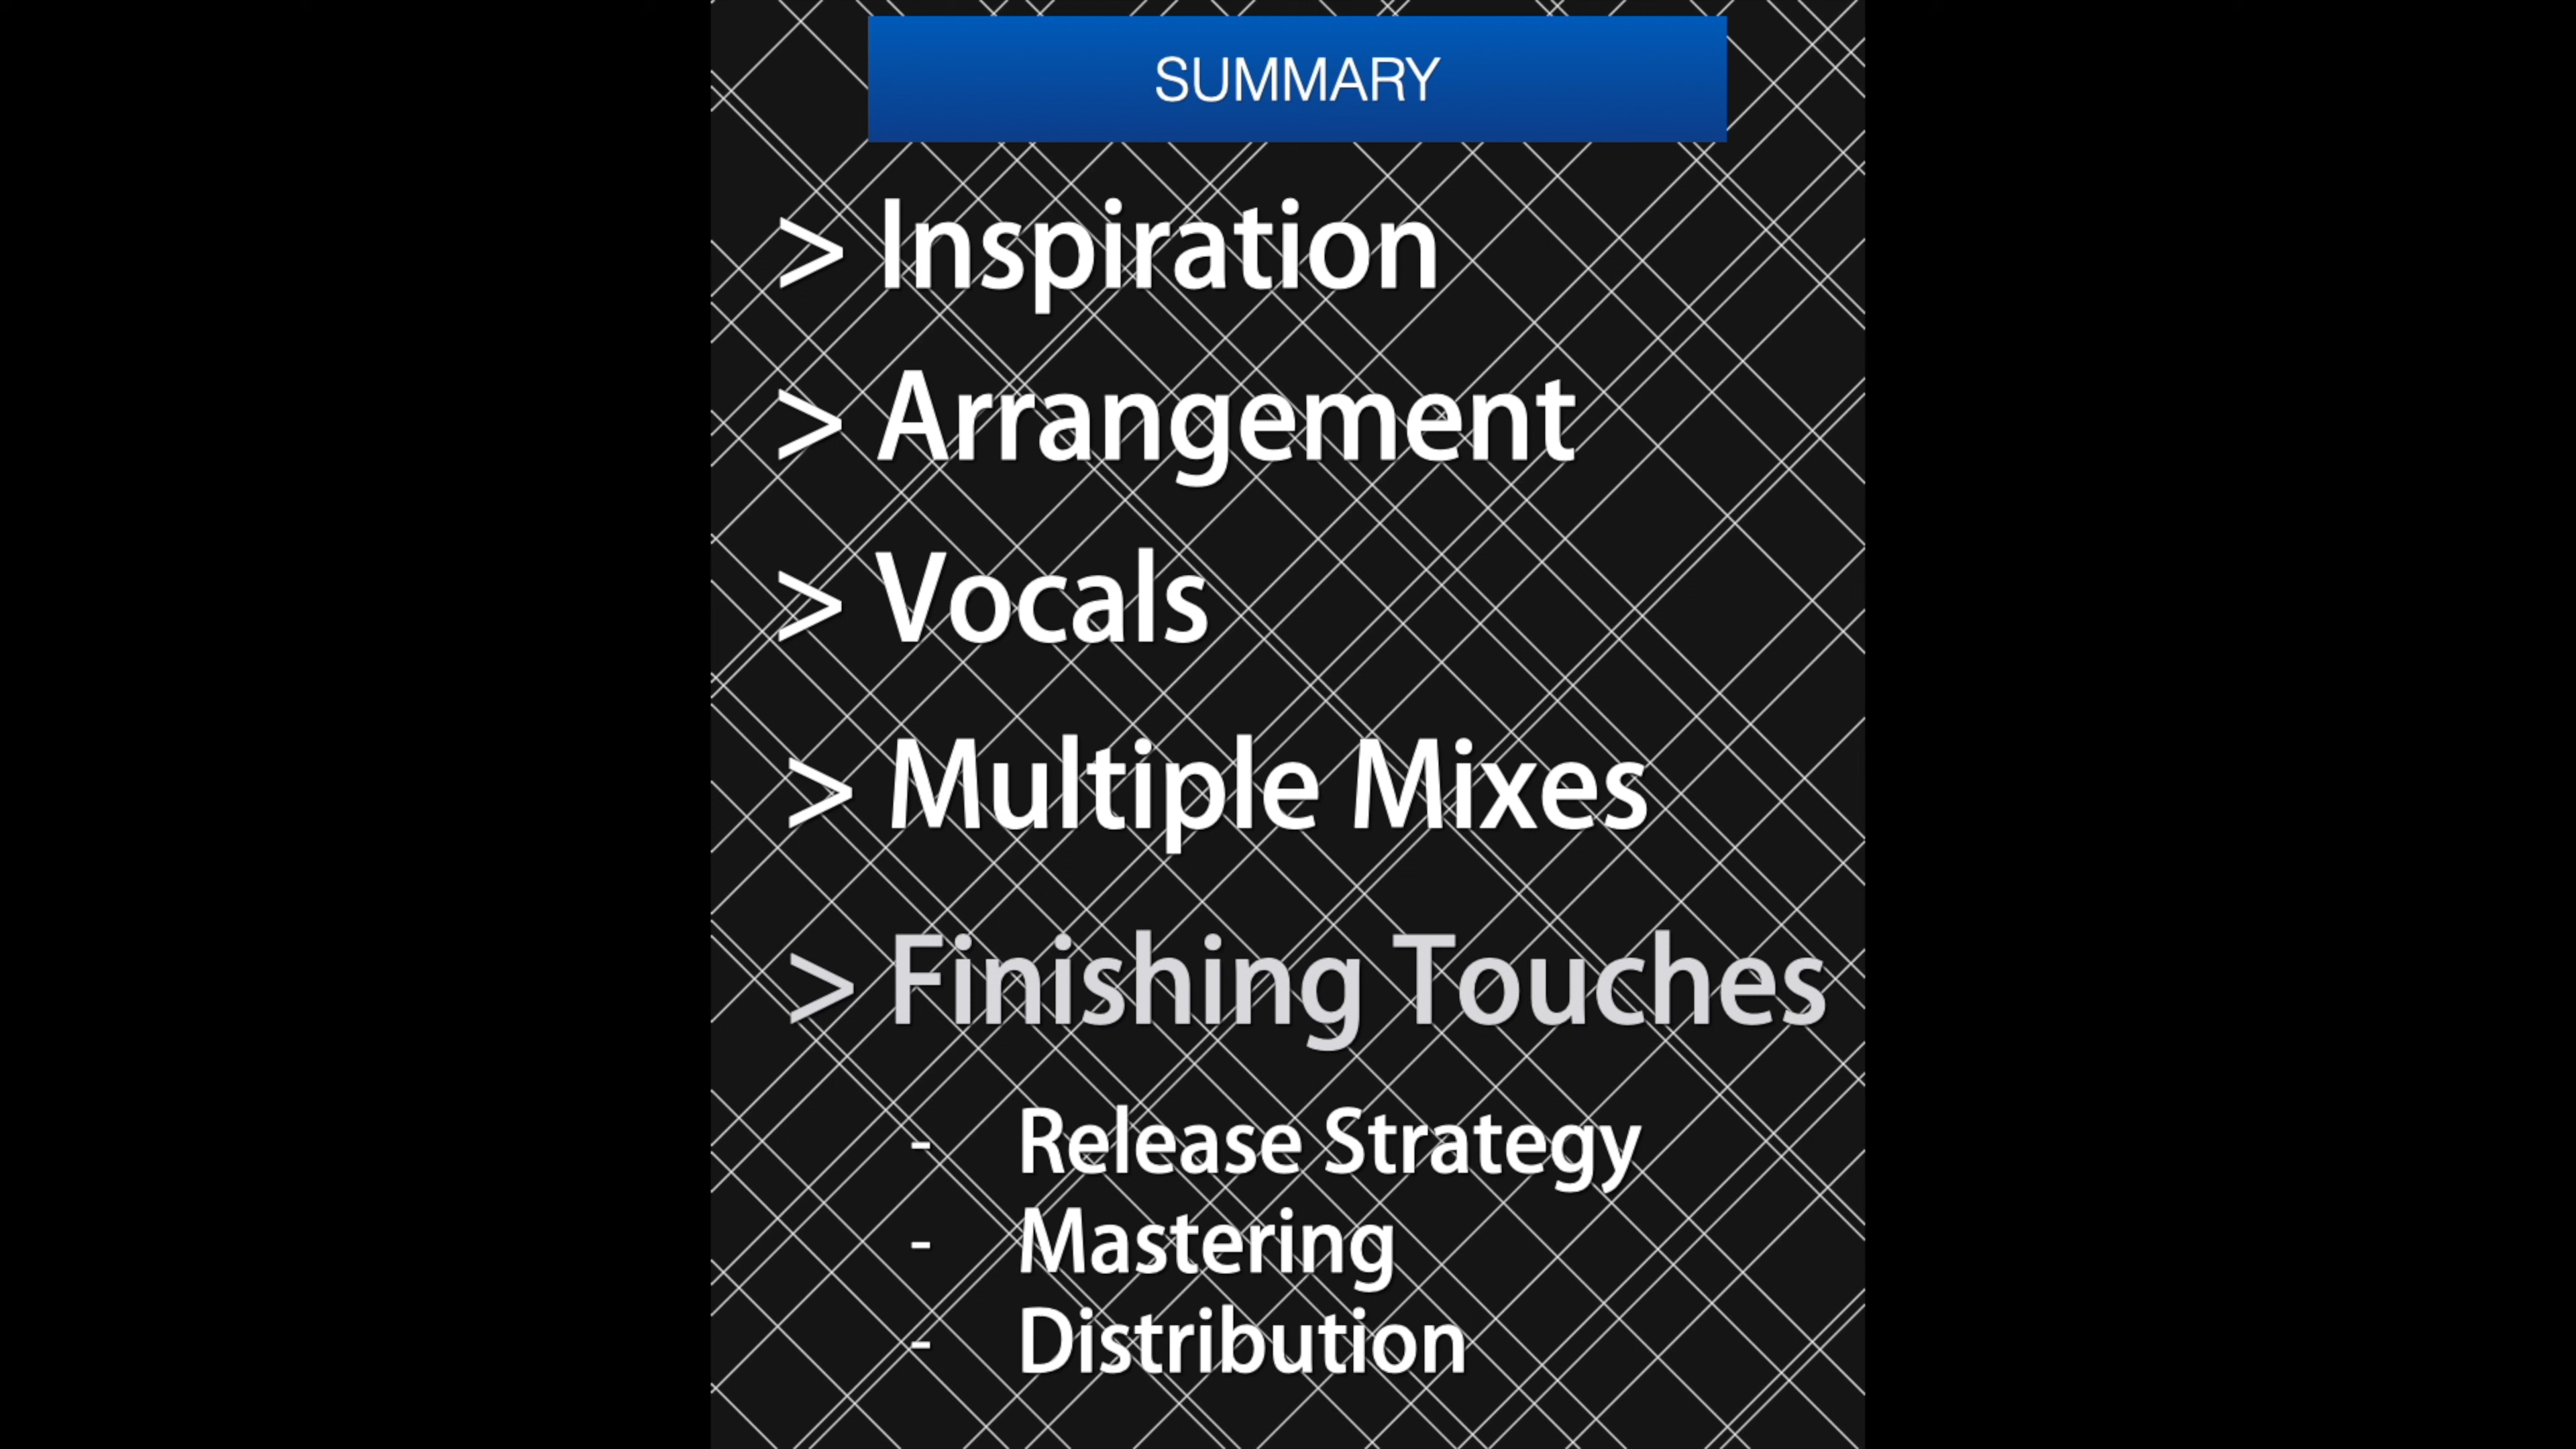 SUMMARY
> Inspiration
> Arrangement
> Vocals
> Multiple Mixes
> Finishing Touches
- Release Strategy
- Mastering
- Distribution